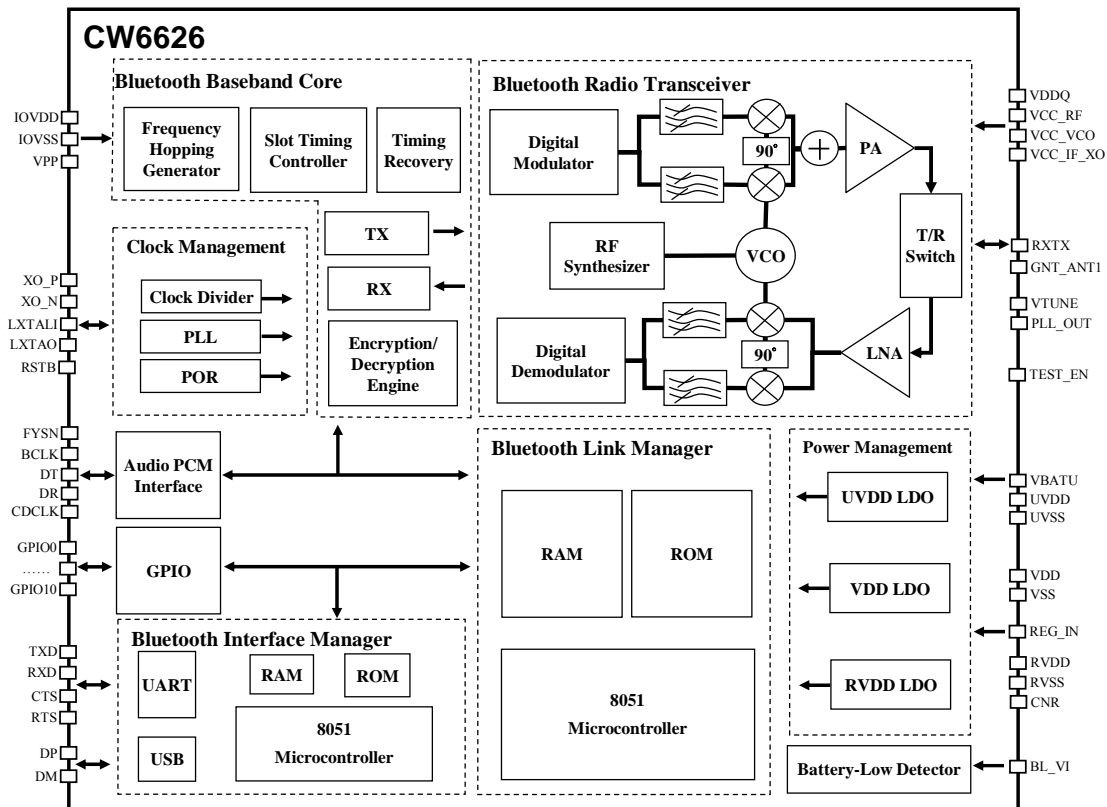 CW6626
Bluetooth Baseband Core
Frequency
Hopping
Generator
Slot Timing
Controller
Timing
Recovery
TX
RX
Encryption/
Decryption
Engine
Clock Management
Clock Divider
PLL
POR
Bluetooth Radio Transceiver
Digital
Modulator
90°
PA
RF
Synthesizer
VCO
T/R
Switch
Digital
Demodulator
90°
LNA
Audio PCM
Interface
GPIO
Bluetooth Interface Manager
UART
RAM
ROM
8051
Microcontroller
USB
Bluetooth Link Manager
RAM
ROM
8051
Microcontroller
Power Management
UVDD LDO
VDD LDO
RVDD LDO
Battery-Low Detector
IOVDD
IOVSS
VPP
XO_P
XO_N
LXTALI
LXTAO
RSTB
FYSN
BCLK
DT
DR
CDCLK
GPIO0
……
GPIO10
TXD
RXD
CTS
RTS
DP
DM
VDDQ
VCC_RF
VCC_VCO
VCC_IF_XO
RXTX
GNT_ANT1
VTUNE
PLL_OUT
TEST_EN
VBATU
UVDD
UVSS
VDD
VSS
REG_IN
RVDD
RVSS
CNR
BL_VI